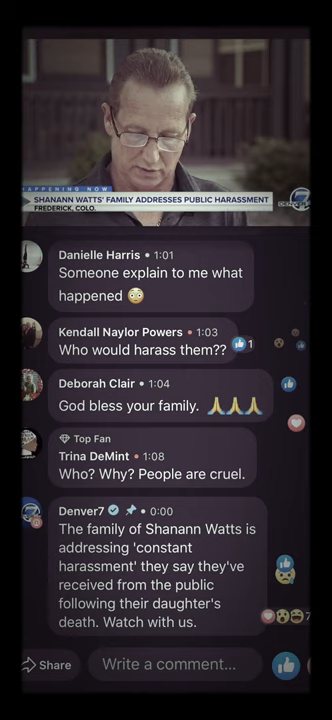 HAPPENING NOW
SHANANN WATTS' FAMILY ADDRESSES PUBLIC HARASSMENT
FREDERICK, COLO.
7
DENVER
Danielle Harris • 1:01
Someone explain to me what
happened 😳
Kendall Naylor Powers • 1:03
Who would harass them??
1
Deborah Clair • 1:04
God bless your family. 🙏🙏🙏
Top Fan
Trina DeMint • 1:08
Who? Why? People are cruel.
Denver7 • 0:00
The family of Shanann Watts is
addressing 'constant
harassment' they say they've
received from the public
following their daughter's
death. Watch with us.
7
Share
Write a comment...